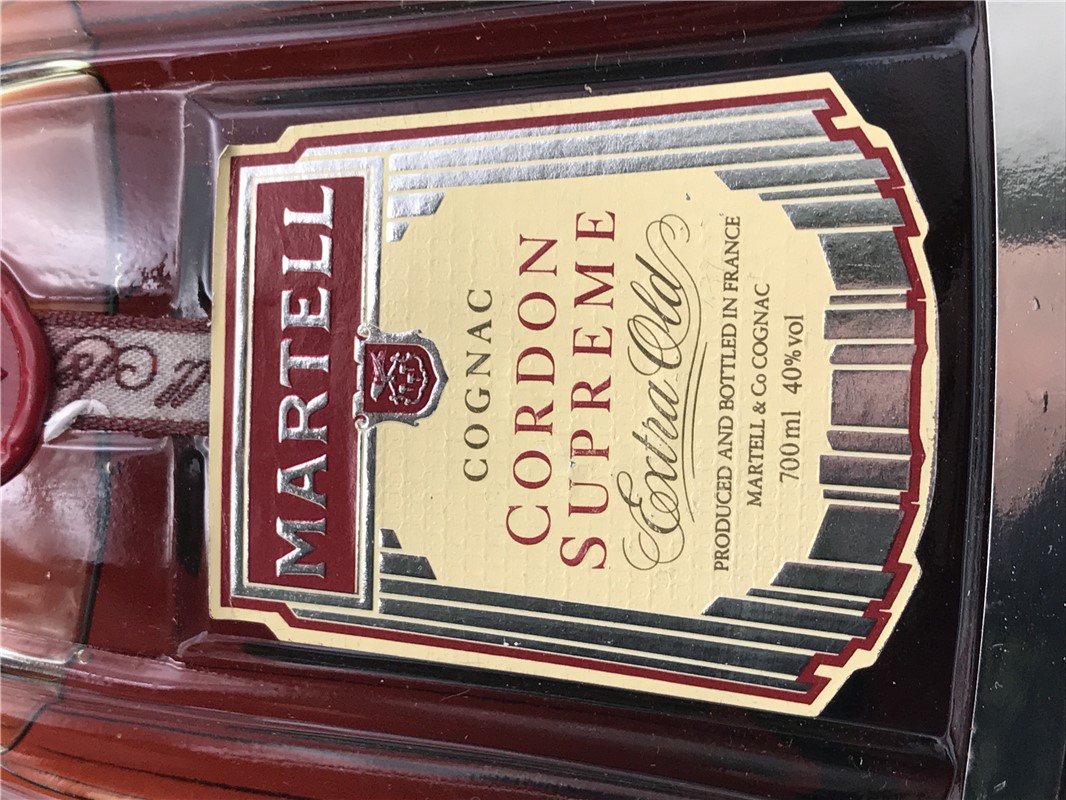 MARTELL
COGNAC
CORDON
SUPREME
Extra Old
PRODUCED AND BOTTLED IN FRANCE
MARTELL & Co COGNAC
700 ml 40% vol